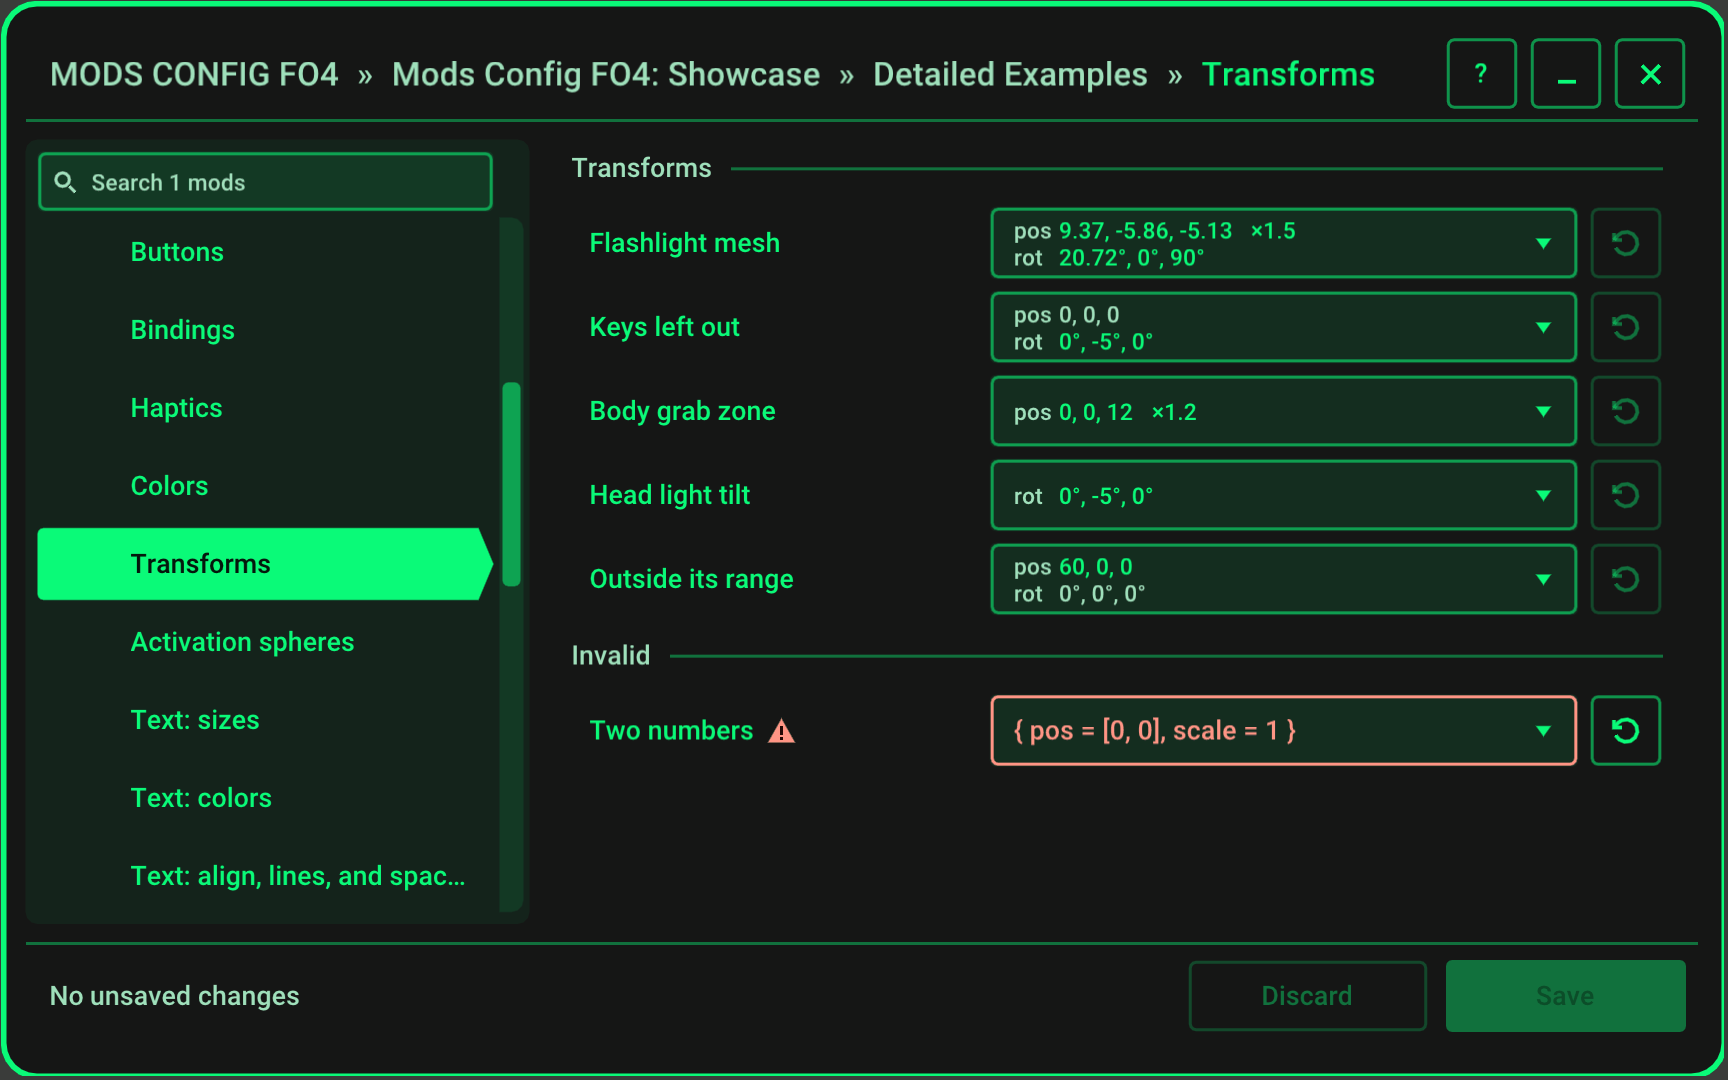 MODS CONFIG FO4 » Mods Config FO4: Showcase » Detailed Examples » Transforms
?
Search 1 mods
Buttons
Bindings
Haptics
Colors
Transforms
Activation spheres
Text: sizes
Text: colors
Text: align, lines, and spac...
Transforms
Flashlight mesh
pos 9.37, -5.86, -5.13 ×1.5
rot 20.72°, 0°, 90°
Keys left out
pos 0, 0, 0
rot 0°, -5°, 0°
Body grab zone
pos 0, 0, 12 ×1.2
Head light tilt
rot 0°, -5°, 0°
Outside its range
pos 60, 0, 0
rot 0°, 0°, 0°
Invalid
Two numbers
{ pos = [0, 0], scale = 1 }
No unsaved changes
Discard
Save